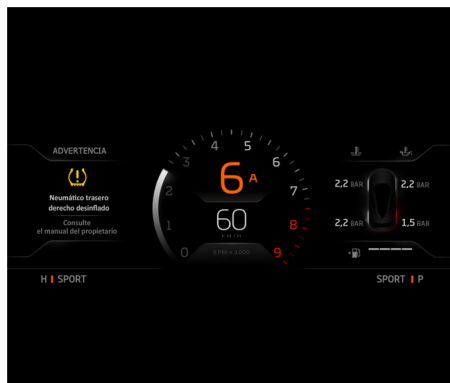 ADVERTENCIA
Neumático trasero
derecho desinflado
Consulte
el manual del propietario
H SPORT
0
1
2
3
4
5
6
7
8
9
6 A
60
KM/H
RPM x 1000
2,2 BAR
2,2 BAR
2,2 BAR
1,5 BAR
SPORT P